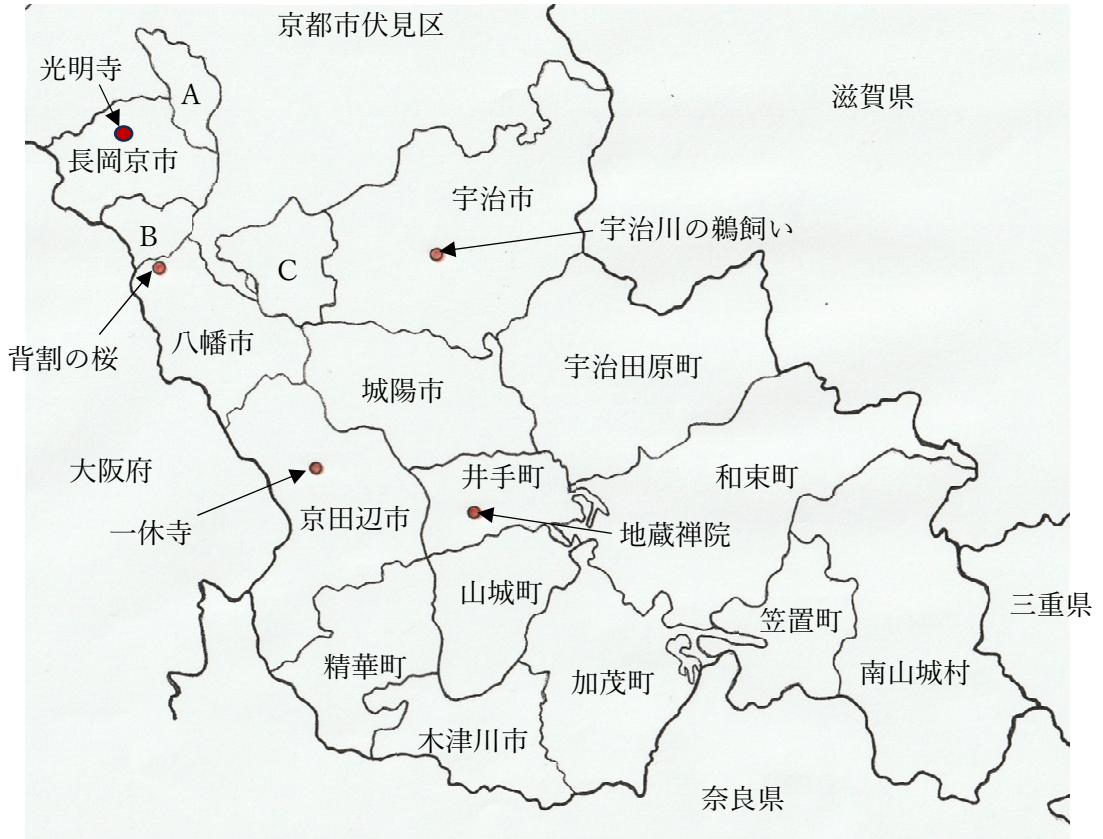 京都市伏見区
光明寺
A
滋賀県
長岡京市
宇治市
宇治川の鵜飼い
B
C
背割の桜
八幡市
宇治田原町
城陽市
大阪府
井手町
和束町
一休寺
京田辺市
地蔵禅院
山城町
三重県
笠置町
精華町
加茂町
南山城村
木津川市
奈良県